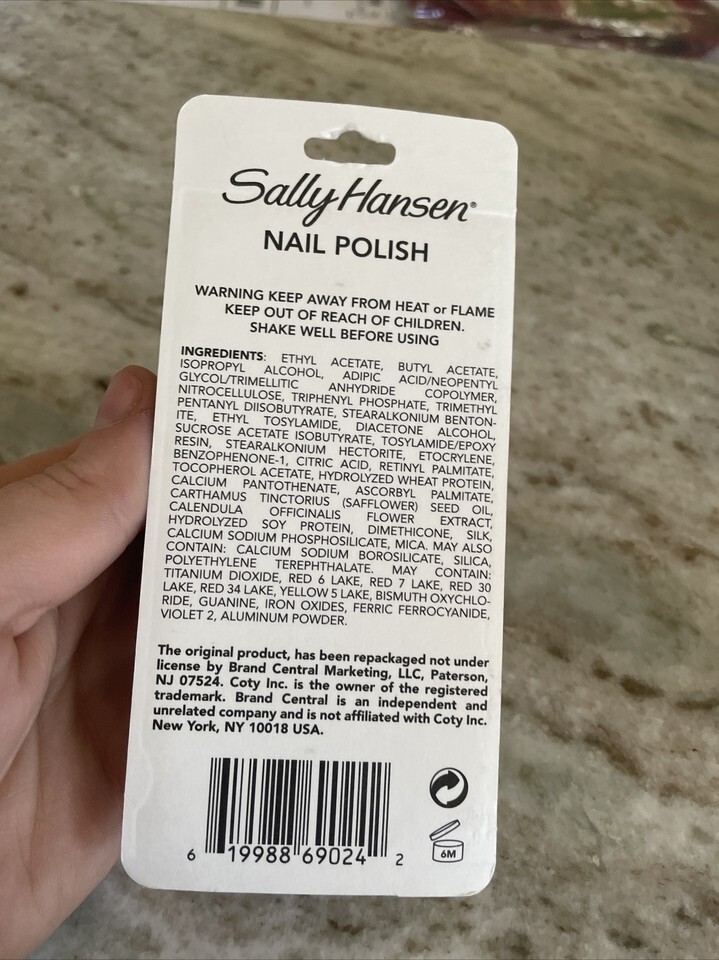 Sally Hansen®
NAIL POLISH
WARNING KEEP AWAY FROM HEAT or FLAME
KEEP OUT OF REACH OF CHILDREN.
SHAKE WELL BEFORE USING
INGREDIENTS: ETHYL ACETATE, BUTYL ACETATE,
ISOPROPYL ALCOHOL, ADIPIC ACID/NEOPENTYL
GLYCOL/TRIMELLITIC ANHYDRIDE COPOLYMER,
NITROCELLULOSE, TRIPHENYL PHOSPHATE, TRIMETHYL
PENTANYL DIISOBUTYRATE, STEARALKONIUM BENTON-
ITE, ETHYL TOSYLAMIDE, DIACETONE ALCOHOL,
SUCROSE ACETATE ISOBUTYRATE, TOSYLAMIDE/EPOXY
RESIN, STEARALKONIUM HECTORITE, ETOCRYLENE,
BENZOPHENONE-1, CITRIC ACID, RETINYL PALMITATE,
TOCOPHEROL ACETATE, HYDROLYZED WHEAT PROTEIN,
CALCIUM PANTOTHENATE, ASCORBYL PALMITATE,
CARTHAMUS TINCTORIUS (SAFFLOWER) SEED OIL,
CALENDULA OFFICINALIS FLOWER EXTRACT,
HYDROLYZED SOY PROTEIN, DIMETHICONE, SILK,
CALCIUM SODIUM PHOSPHOSILICATE, MICA. MAY ALSO
CONTAIN: CALCIUM SODIUM BOROSILICATE, SILICA,
POLYETHYLENE TEREPHTHALATE. MAY CONTAIN:
TITANIUM DIOXIDE, RED 6 LAKE, RED 7 LAKE, RED 30
LAKE, RED 34 LAKE, YELLOW 5 LAKE, BISMUTH OXYCHLO-
RIDE, GUANINE, IRON OXIDES, FERRIC FERROCYANIDE,
VIOLET 2, ALUMINUM POWDER.
The original product, has been repackaged not under
license by Brand Central Marketing, LLC, Paterson,
NJ 07524. Coty Inc. is the owner of the registered
trademark. Brand Central is an independent and
unrelated company and is not affiliated with Coty Inc.
New York, NY 10018 USA.
6 19988 69024 2
6M